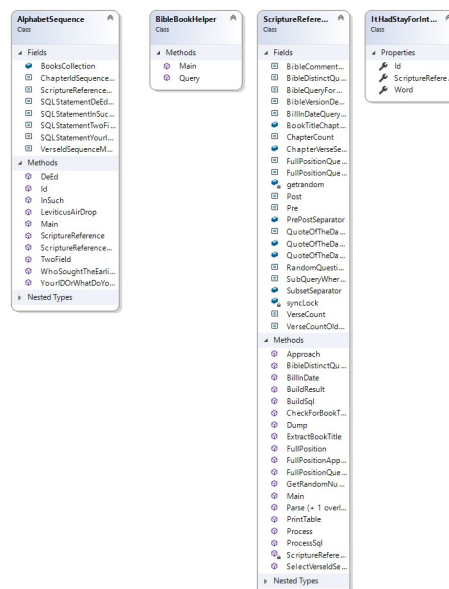 AlphabetSequence
Class
Fields
BooksCollection
ChapterIdSequence...
ScriptureReference...
SQLStatementDeEd...
SQLStatementInSuc...
SQLStatementTwoFi...
SQLStatementYourI...
VerseIdSequenceM...
Methods
DeEd
Id
InSuch
LeviticusAirDrop
Main
ScriptureReference
ScriptureReference...
TwoField
WhoSoughtTheEarli...
YourIDOrWhatDoYo...
Nested Types
BibleBookHelper
Class
Methods
Main
Query
ScriptureRefere...
Class
Fields
BibleComment...
BibleDistinctQu...
BibleQueryFor...
BibleVersionDe...
BillInDateQuery...
BookTitleChapt...
ChapterCount
ChapterVerseSe...
FullPositionQue...
FullPositionQue...
getrandom
Post
Pre
PrePostSeparator
QuoteOfTheDa...
QuoteOfTheDa...
QuoteOfTheDa...
RandomQuesti...
SubQueryWher...
SubsetSeparator
syncLock
VerseCount
VerseCountOld...
Methods
Approach
BibleDistinctQu...
BillInDate
BuildResult
BuildSql
CheckForBookT...
Dump
ExtractBookTitle
FullPosition
FullPositionApp...
FullPositionQue...
GetRandomNu...
Main
Parse (+ 1 overl...
PrintTable
Process
ProcessSql
ScriptureRefere...
SelectVerseIdSe...
Nested Types
ItHadStayForInt...
Class
Properties
Id
ScriptureRefere
Word